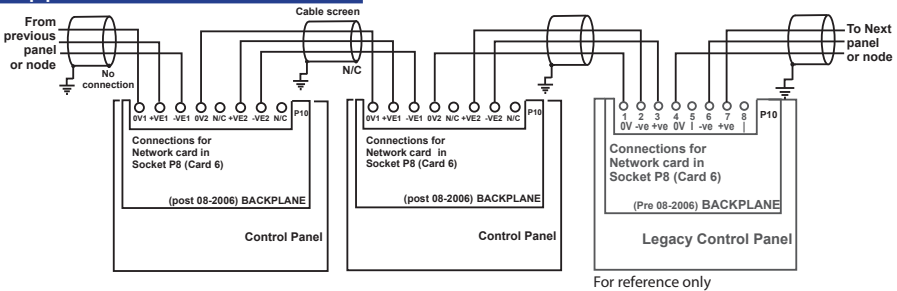 Cable screen
From
previous
panel
or node
No
connection
N/C
To Next
panel
or node
0V1 +VE1 -VE1 0V2 N/C +VE2 -VE2 N/C
P10
Connections for
Network card in
Socket P8 (Card 6)
(post 08-2006) BACKPLANE
Control Panel
0V1 +VE1 -VE1 0V2 N/C +VE2 -VE2 N/C
P10
Connections for
Network card in
Socket P8 (Card 6)
(post 08-2006) BACKPLANE
Control Panel
1 2 3 4 5 6 7 8
0V -ve +ve 0V | -ve +ve |
P10
Connections for
Network card in
Socket P8 (Card 6)
(Pre 08-2006) BACKPLANE
Legacy Control Panel
For reference only